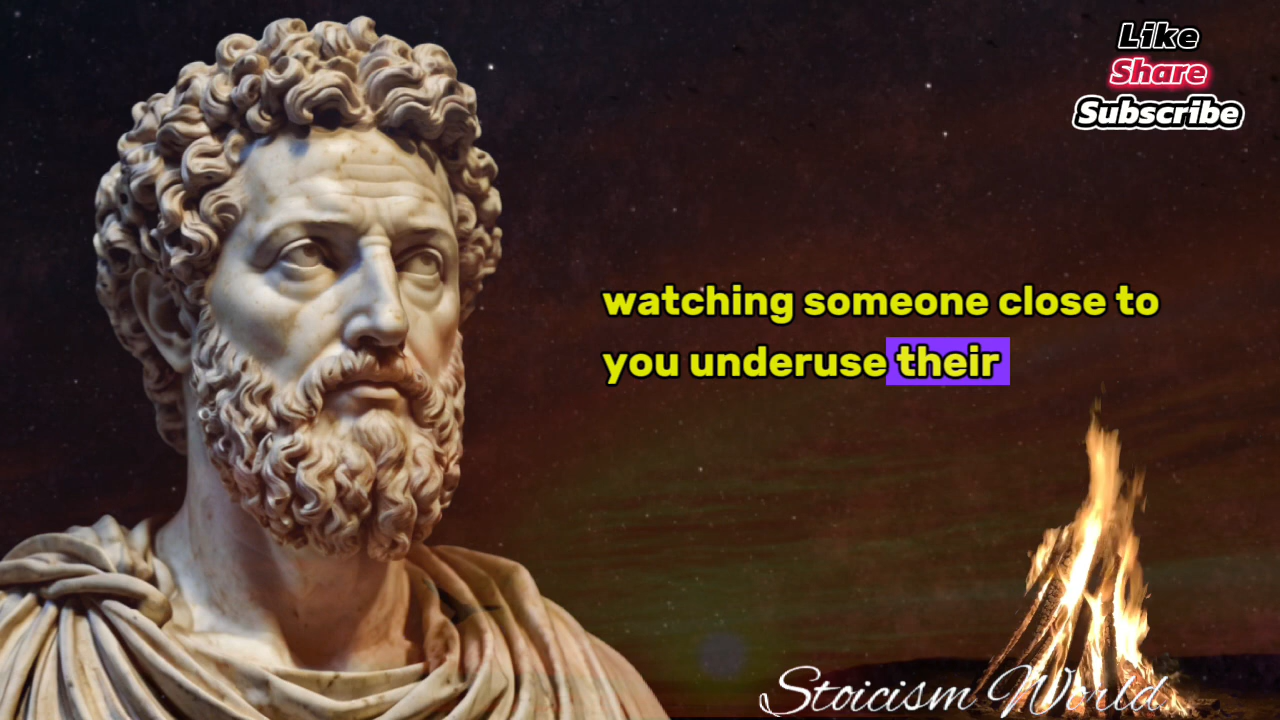 Like
Share
Subscribe
watching someone close to
you underuse their
Stoicism World